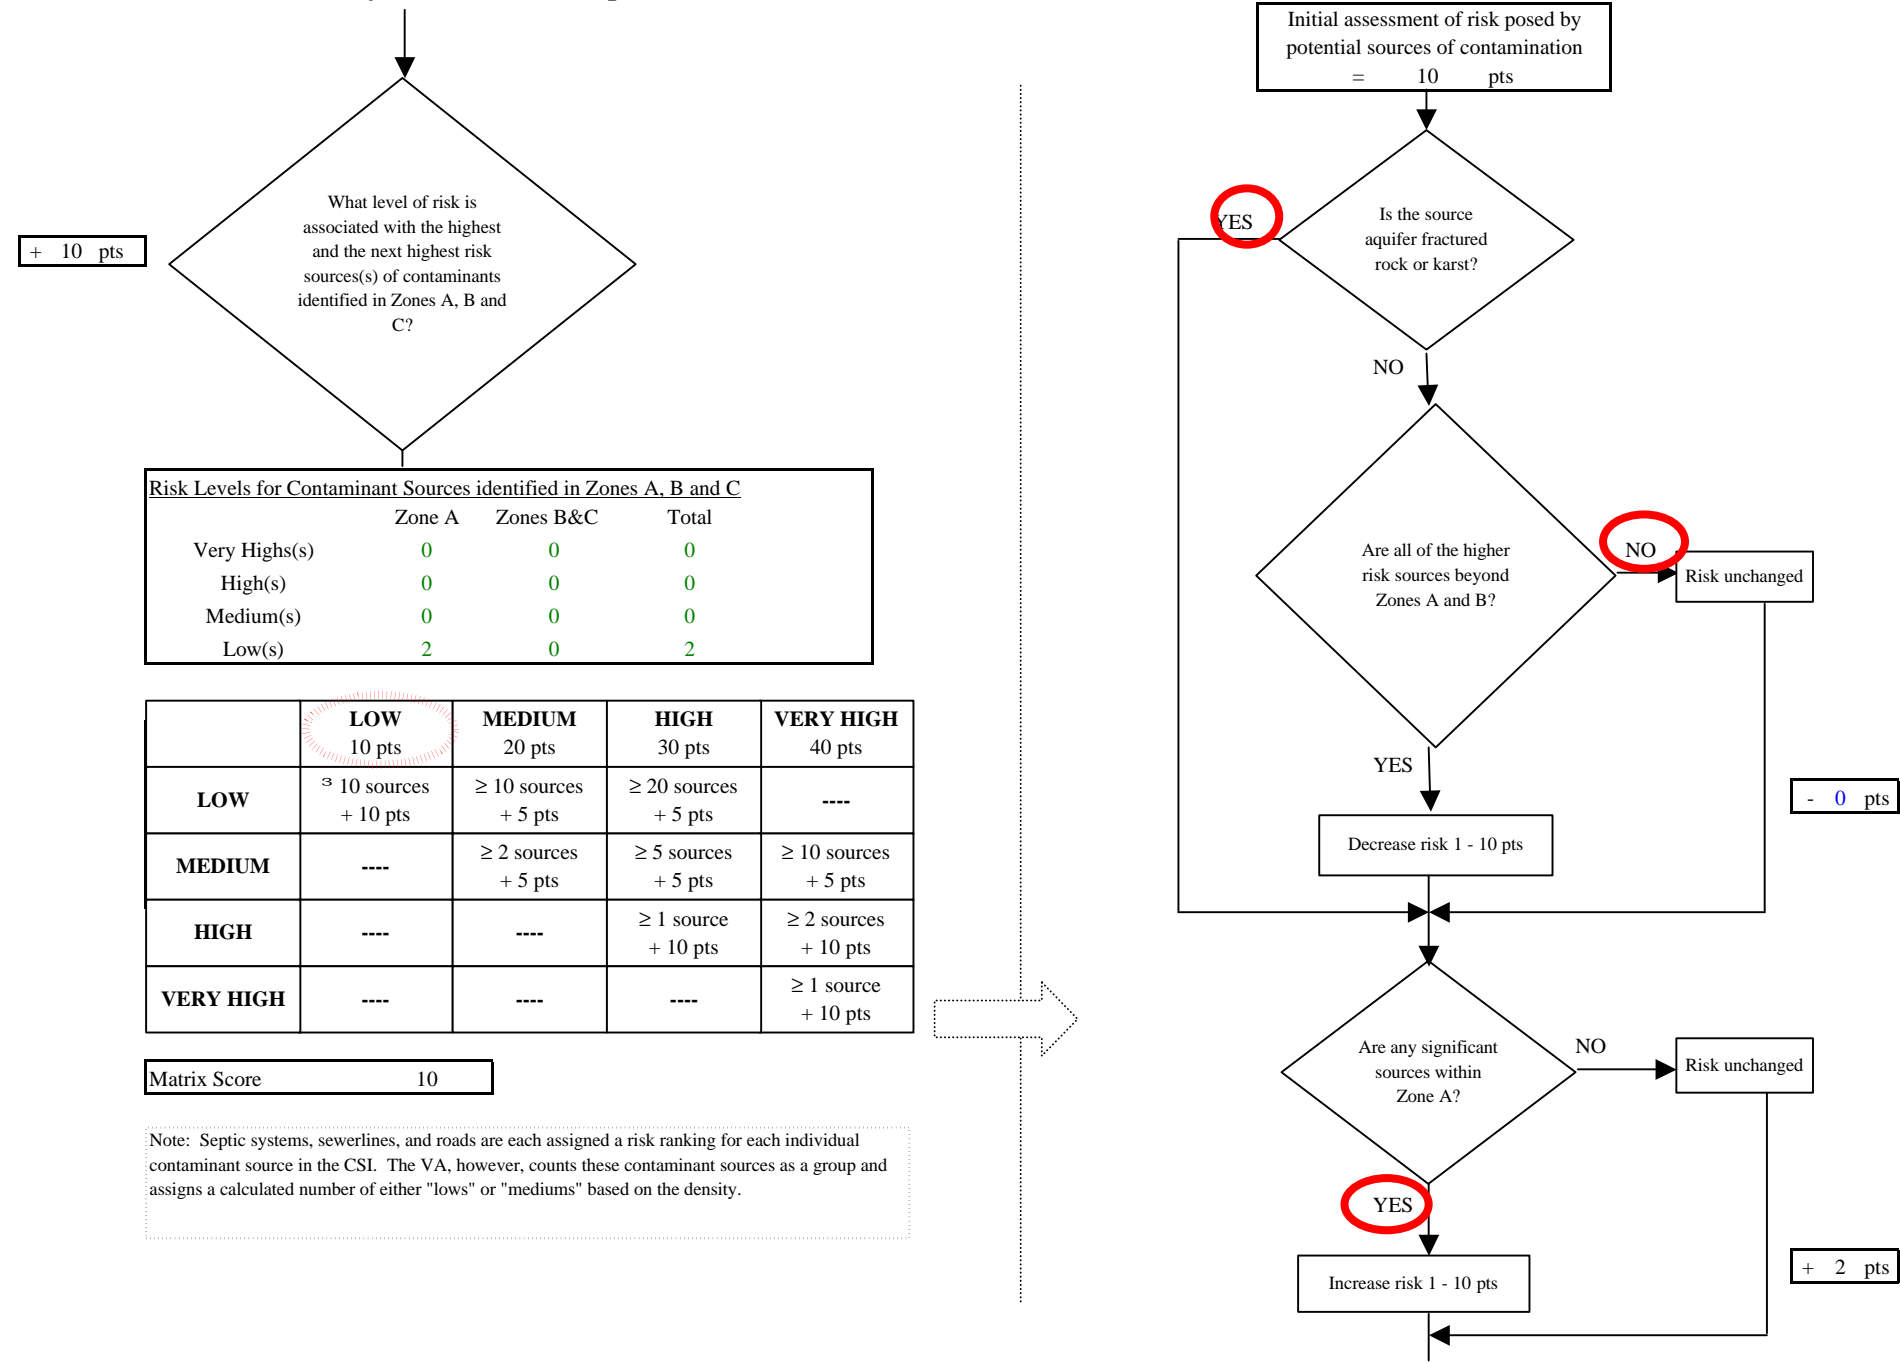 What level of risk is
associated with the highest
and the next highest risk
sources(s) of contaminants
identified in Zones A, B and
C?
+ 10 pts
Risk Levels for Contaminant Sources identified in Zones A, B and C
Zone A Zones B&C Total
Very Highs(s) 0 0 0
High(s) 0 0 0
Medium(s) 0 0 0
Low(s) 2 0 2
LOW MEDIUM HIGH VERY HIGH
10 pts 20 pts 30 pts 40 pts
LOW ³ 10 sources ≥ 10 sources ≥ 20 sources ----
+ 10 pts + 5 pts + 5 pts
MEDIUM ---- ≥ 2 sources ≥ 5 sources ≥ 10 sources
+ 5 pts + 5 pts + 5 pts
HIGH ---- ---- ≥ 1 source ≥ 2 sources
+ 10 pts + 10 pts
VERY HIGH ---- ---- ---- ≥ 1 source
+ 10 pts
Matrix Score 10
Note: Septic systems, sewerlines, and roads are each assigned a risk ranking for each individual
contaminant source in the CSI. The VA, however, counts these contaminant sources as a group and
assigns a calculated number of either "lows" or "mediums" based on the density.
Initial assessment of risk posed by
potential sources of contamination
= 10 pts
Is the source
aquifer fractured
rock or karst?
YES
NO
Are all of the higher
risk sources beyond
Zones A and B?
NO
Risk unchanged
YES
- 0 pts
Decrease risk 1 - 10 pts
Are any significant
sources within
Zone A?
NO
Risk unchanged
YES
+ 2 pts
Increase risk 1 - 10 pts